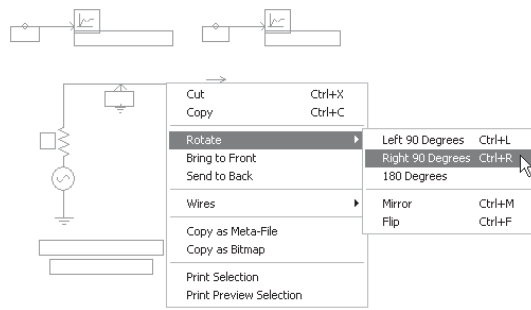 Cut Ctrl+X
Copy Ctrl+C
Rotate
Bring to Front
Send to Back
Wires
Copy as Meta-File
Copy as Bitmap
Print Selection
Print Preview Selection
Left 90 Degrees Ctrl+L
Right 90 Degrees Ctrl+R
180 Degrees
Mirror Ctrl+M
Flip Ctrl+F